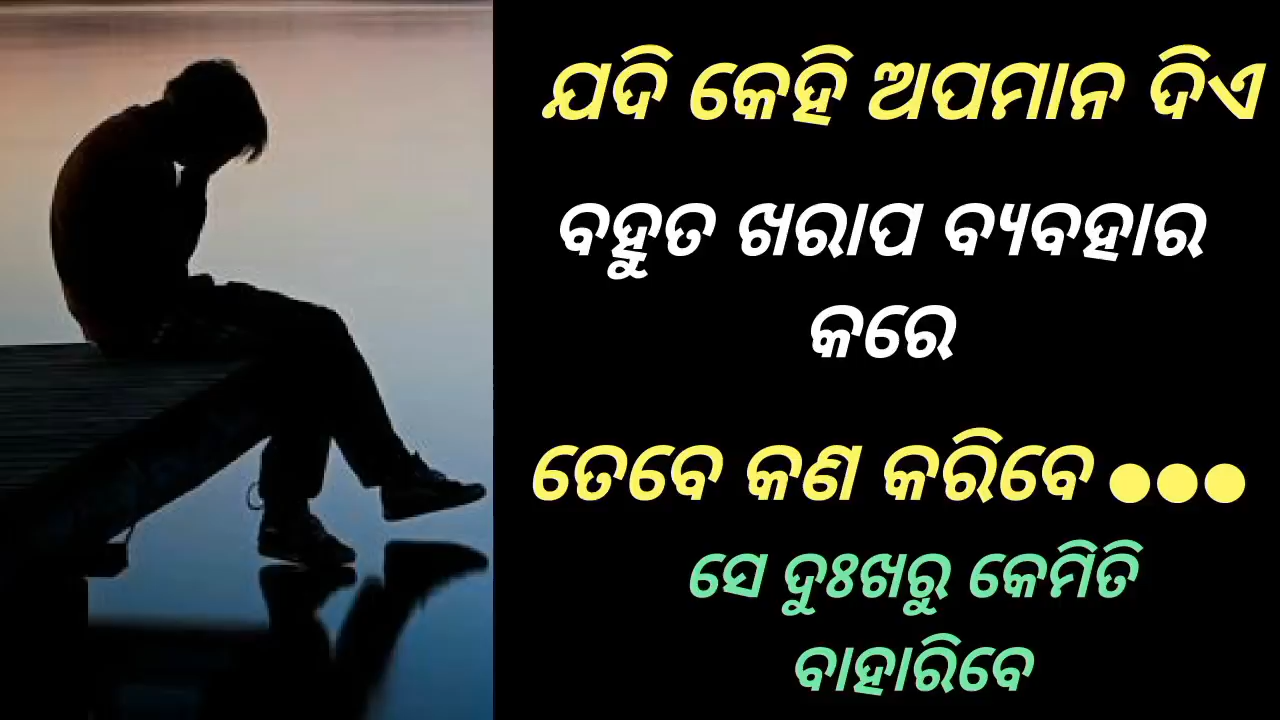 ଯଦି କେହି ଅପମାନ ଦିଏ
ବହୁତ ଖରାପ ବ୍ୟବହାର
କରେ
ତେବେ କଣ କରିବେ●●●
ସେ ଦୁଃଖରୁ କେମିତି
ବାହାରିବେ